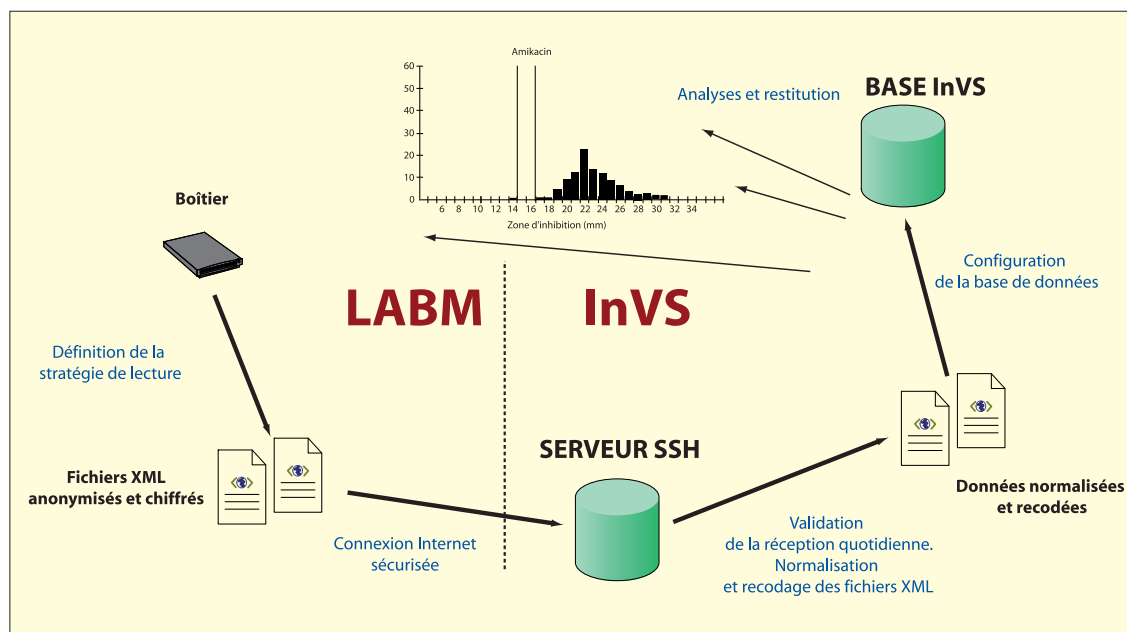 Amikacin
60
50
40
30
20
10
0
6 8 10 12 14 16 18 20 22 24 26 28 30 32 34
Zone d'inhibition (mm)
Analyses et restitution
BASE InVS
Boîtier
Configuration
de la base de données
LABM
InVS
Définition de la
stratégie de lecture
SERVEUR SSH
Fichiers XML
anonymisés et chiffrés
Données normalisées
et recodées
Connexion Internet
sécurisée
Validation
de la réception quotidienne.
Normalisation
et recodage des fichiers XML